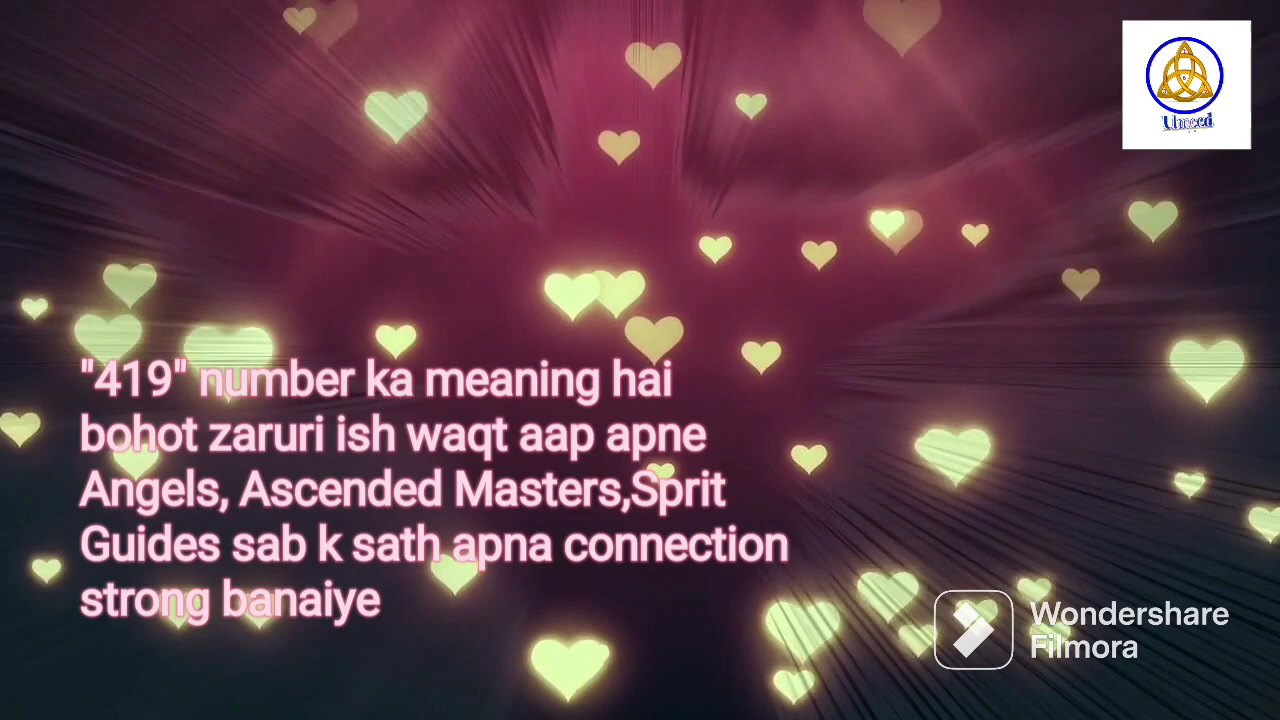 Umeed
"419" number ka meaning hai
bohot zaruri ish waqt aap apne
Angels, Ascended Masters,Sprit
Guides sab k sath apna connection
strong banaiye
Wondershare
Filmora